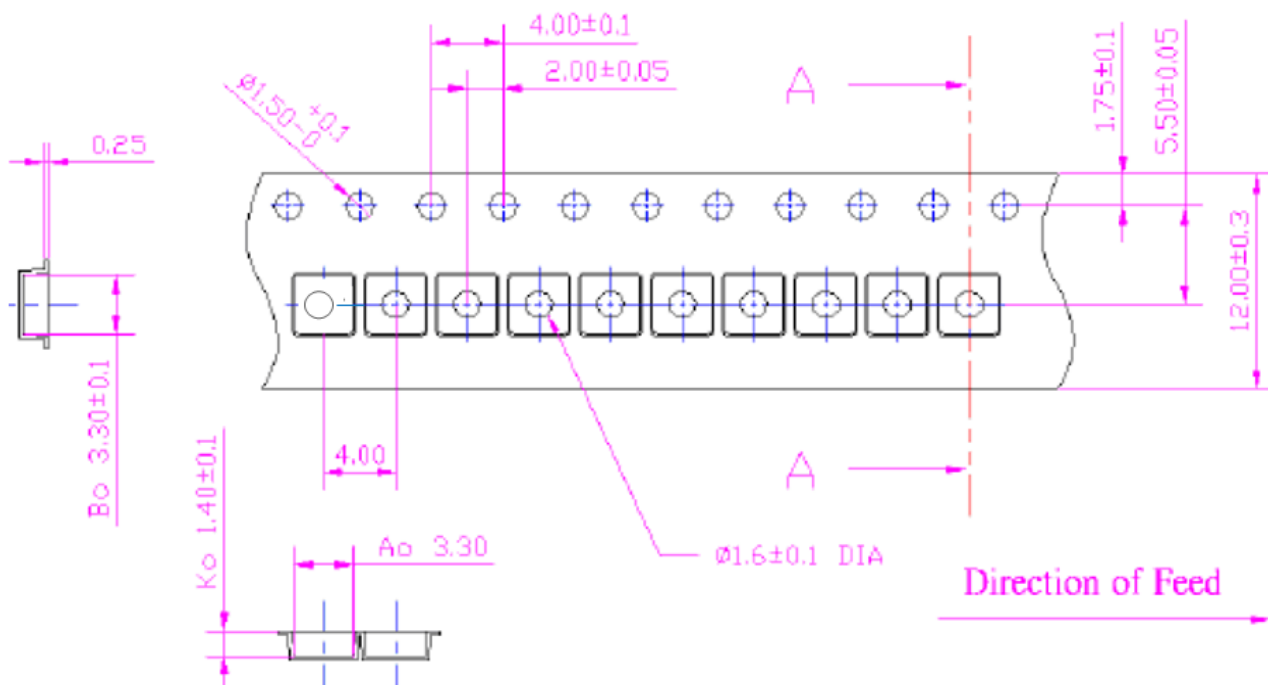 4.00±0.1
2.00±0.05
A
1.75±0.1
5.50±0.05
Ø1.50 +0.1
-0
0.25
12.00±0.3
Bo 3.30±0.1
4.00
A
Ko 1.40±0.1
Ao 3.30
Ø1.6±0.1 DIA
Direction of Feed